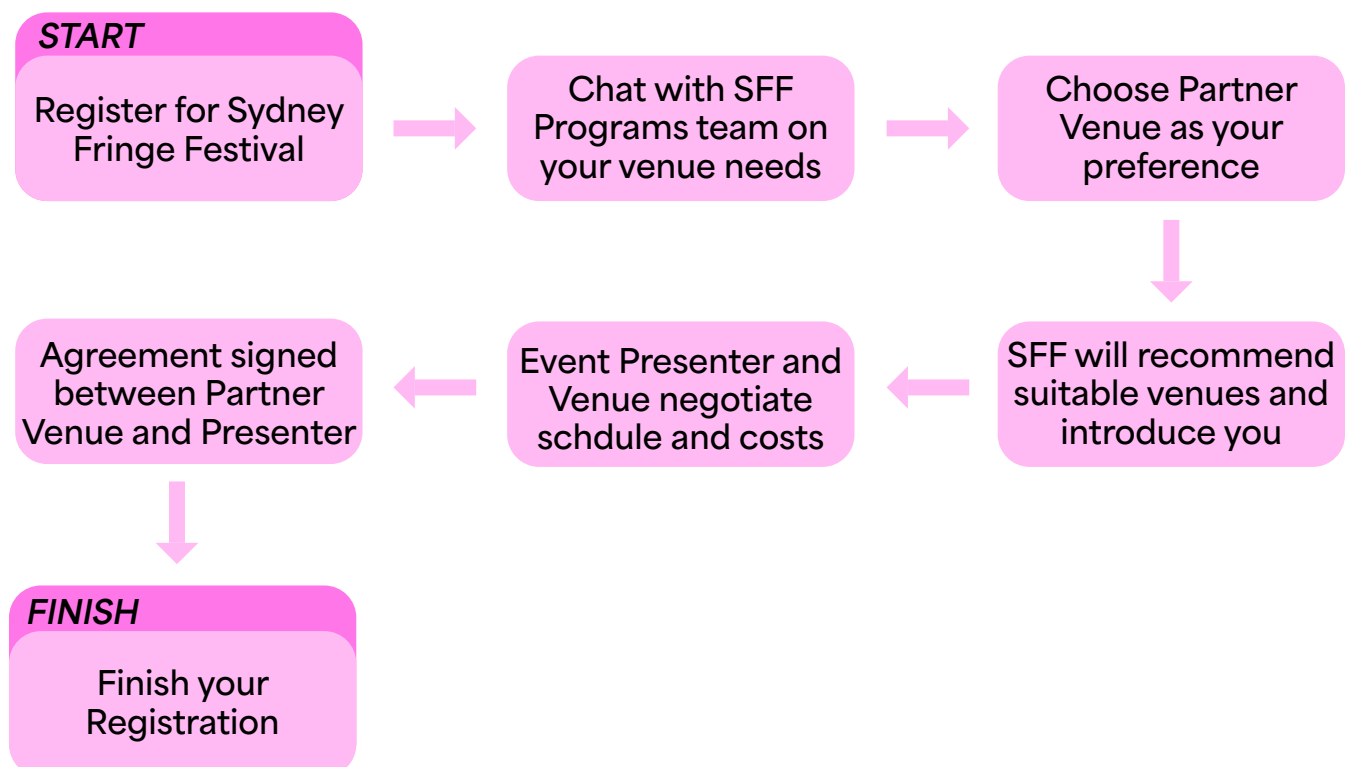 START
Register for Sydney
Fringe Festival
Chat with SFF
Programs team on
your venue needs
Choose Partner
Venue as your
preference
SFF will recommend
suitable venues and
introduce you
Event Presenter and
Venue negotiate
schdule and costs
Agreement signed
between Partner
Venue and Presenter
FINISH
Finish your
Registration